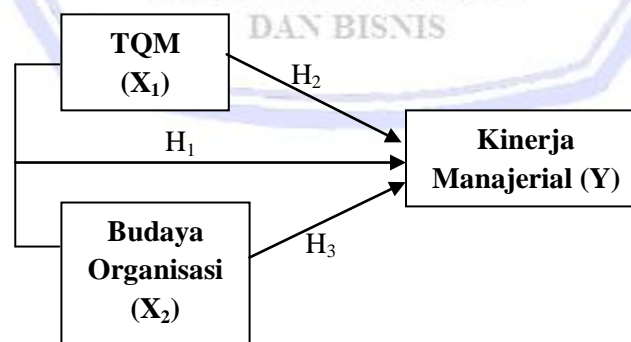 DAN BISNIS
TQM
(X₁)
H₂
H₁
Kinerja
Manajerial (Y)
Budaya
Organisasi
(X₂)
H₃